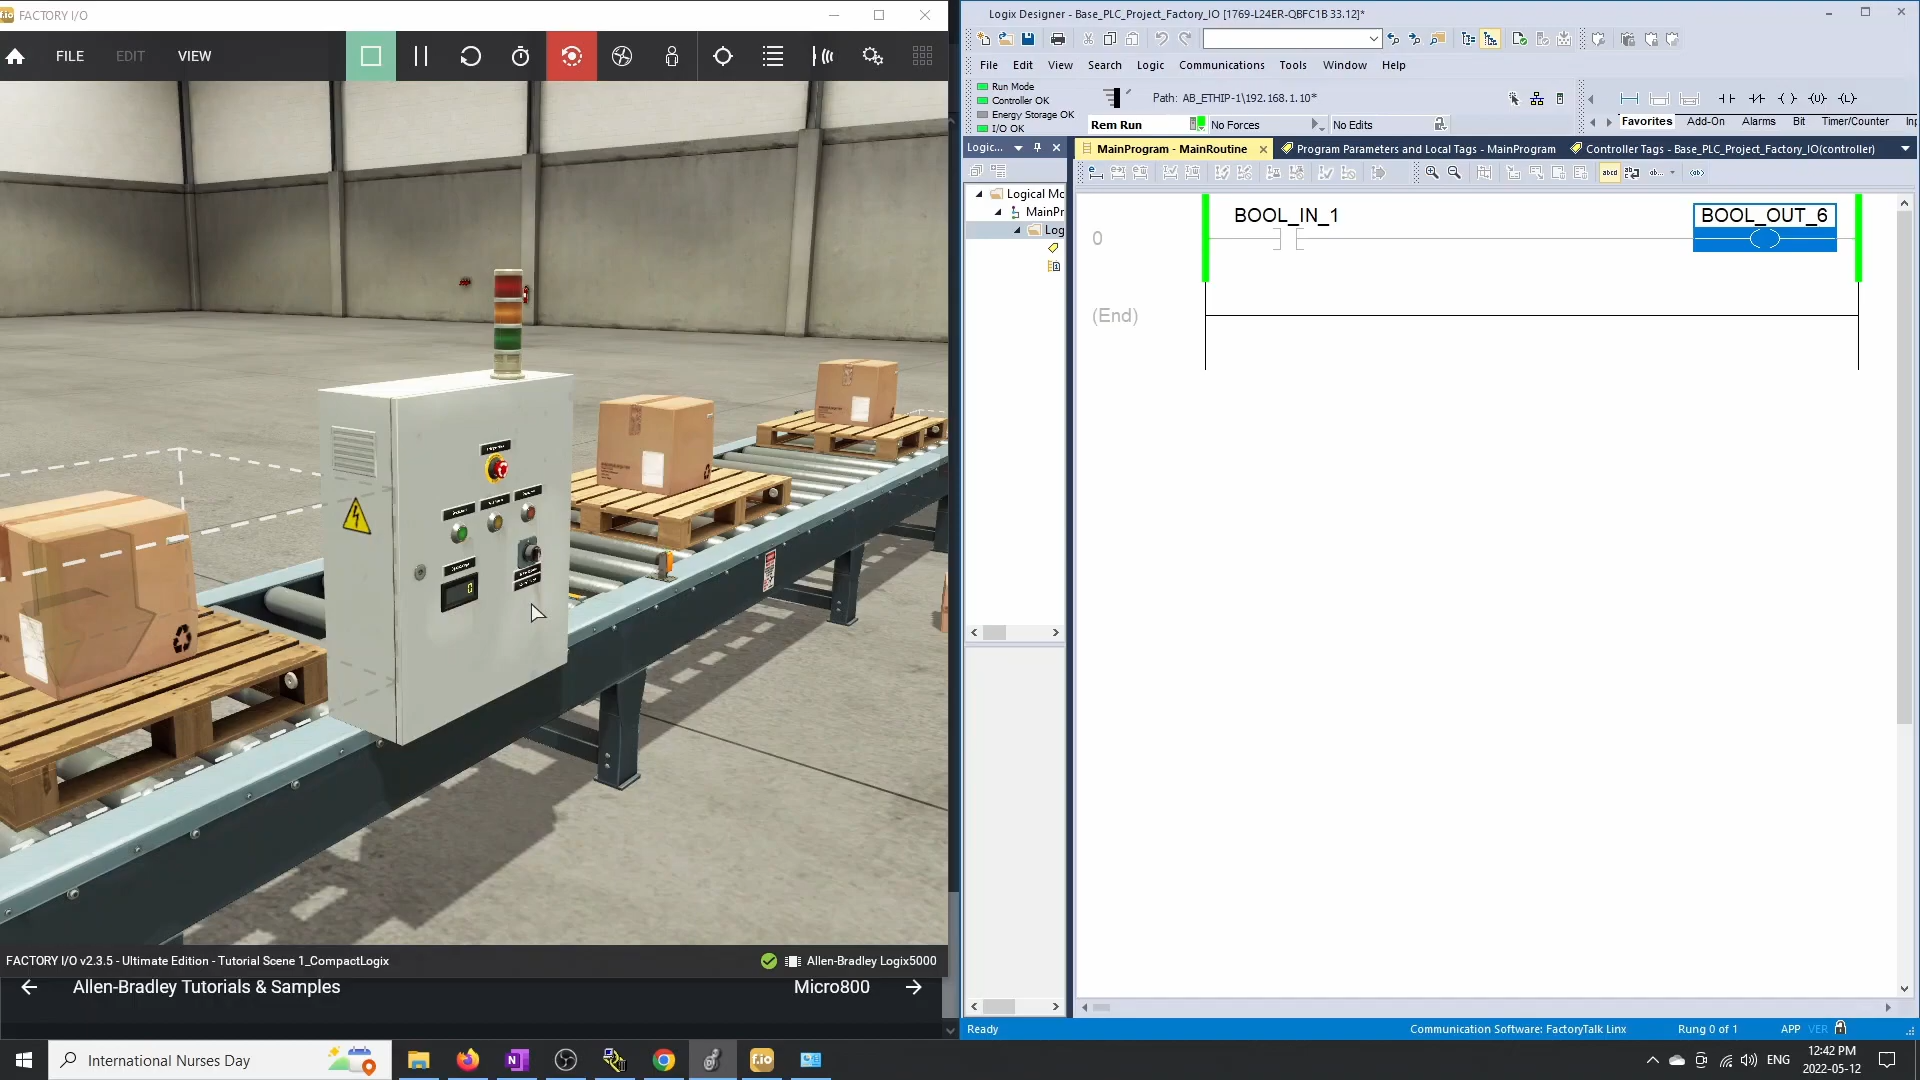 FACTORY I/O
FILE
EDIT
VIEW
Logix Designer - Base_PLC_Project_Factory_IO [1769-L24ER-QBFC1B 33.12]*
File
Edit
View
Search
Logic
Communications
Tools
Window
Help
Run Mode
Controller OK
Energy Storage OK
I/O OK
Path: AB_ETHIP-1\192.168.1.10*
Rem Run
No Forces
No Edits
Favorites
Add-On
Alarms
Bit
Timer/Counter
Logic...
MainProgram - MainRoutine
Program Parameters and Local Tags - MainProgram
Controller Tags - Base_PLC_Project_Factory_IO(controller)
Logical Mc
MainPr
Log
BOOL_IN_1
BOOL_OUT_6
0
(End)
0
FACTORY I/O v2.3.5 - Ultimate Edition - Tutorial Scene 1_CompactLogix
Allen-Bradley Logix5000
Allen-Bradley Tutorials & Samples
Micro800
Ready
Communication Software: FactoryTalk Linx
Rung 0 of 1
APP
VER
International Nurses Day
ENG
12:42 PM
2022-05-12